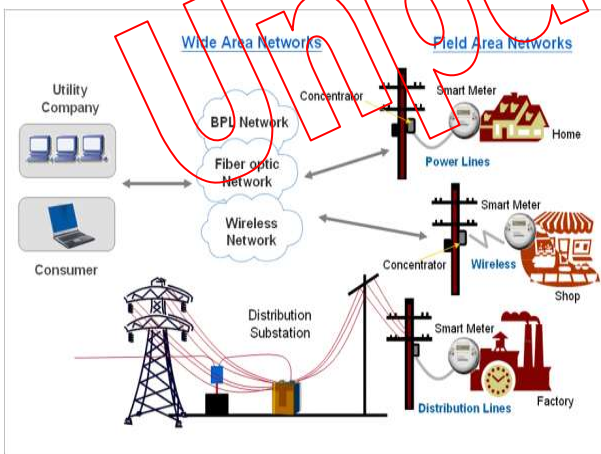 Wide Area Networks
Field Area Networks
Utility
Company
Consumer
BPL Network
Fiber optic
Network
Wireless
Network
Concentrator
Smart Meter
Home
Power Lines
Smart Meter
Concentrator
Wireless
Shop
Distribution
Substation
Smart Meter
Distribution Lines
Factory